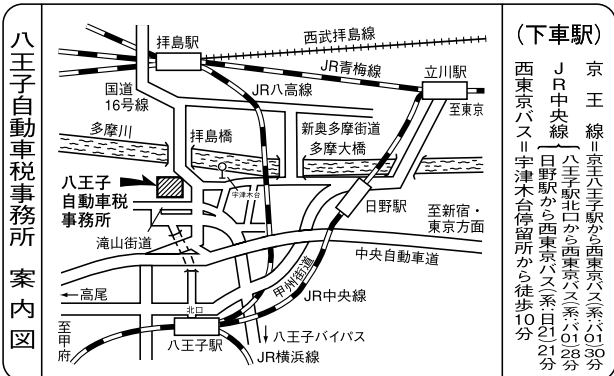 八王子自動車税事務所 案内図
拝島駅
西武拝島線
JR青梅線
立川駅
国道
16号線
JR八高線
至東京
多摩川
拝島橋
新奥多摩街道
多摩大橋
八王子
自動車税
事務所
宇津木台
日野駅
至新宿・
東京方面
滝山街道
中央自動車道
甲州街道
←高尾
JR中央線
北口
至甲府
八王子駅
八王子バイパス
JR横浜線
(下車駅)
京王線=京王八王子駅から西東京バス(系:バ01)30分
JR中央線{
八王子駅北口から西東京バス(系:バ01)28分
日野駅から西東京バス(系:日21)21分
西東京バス=宇津木台停留所から徒歩10分